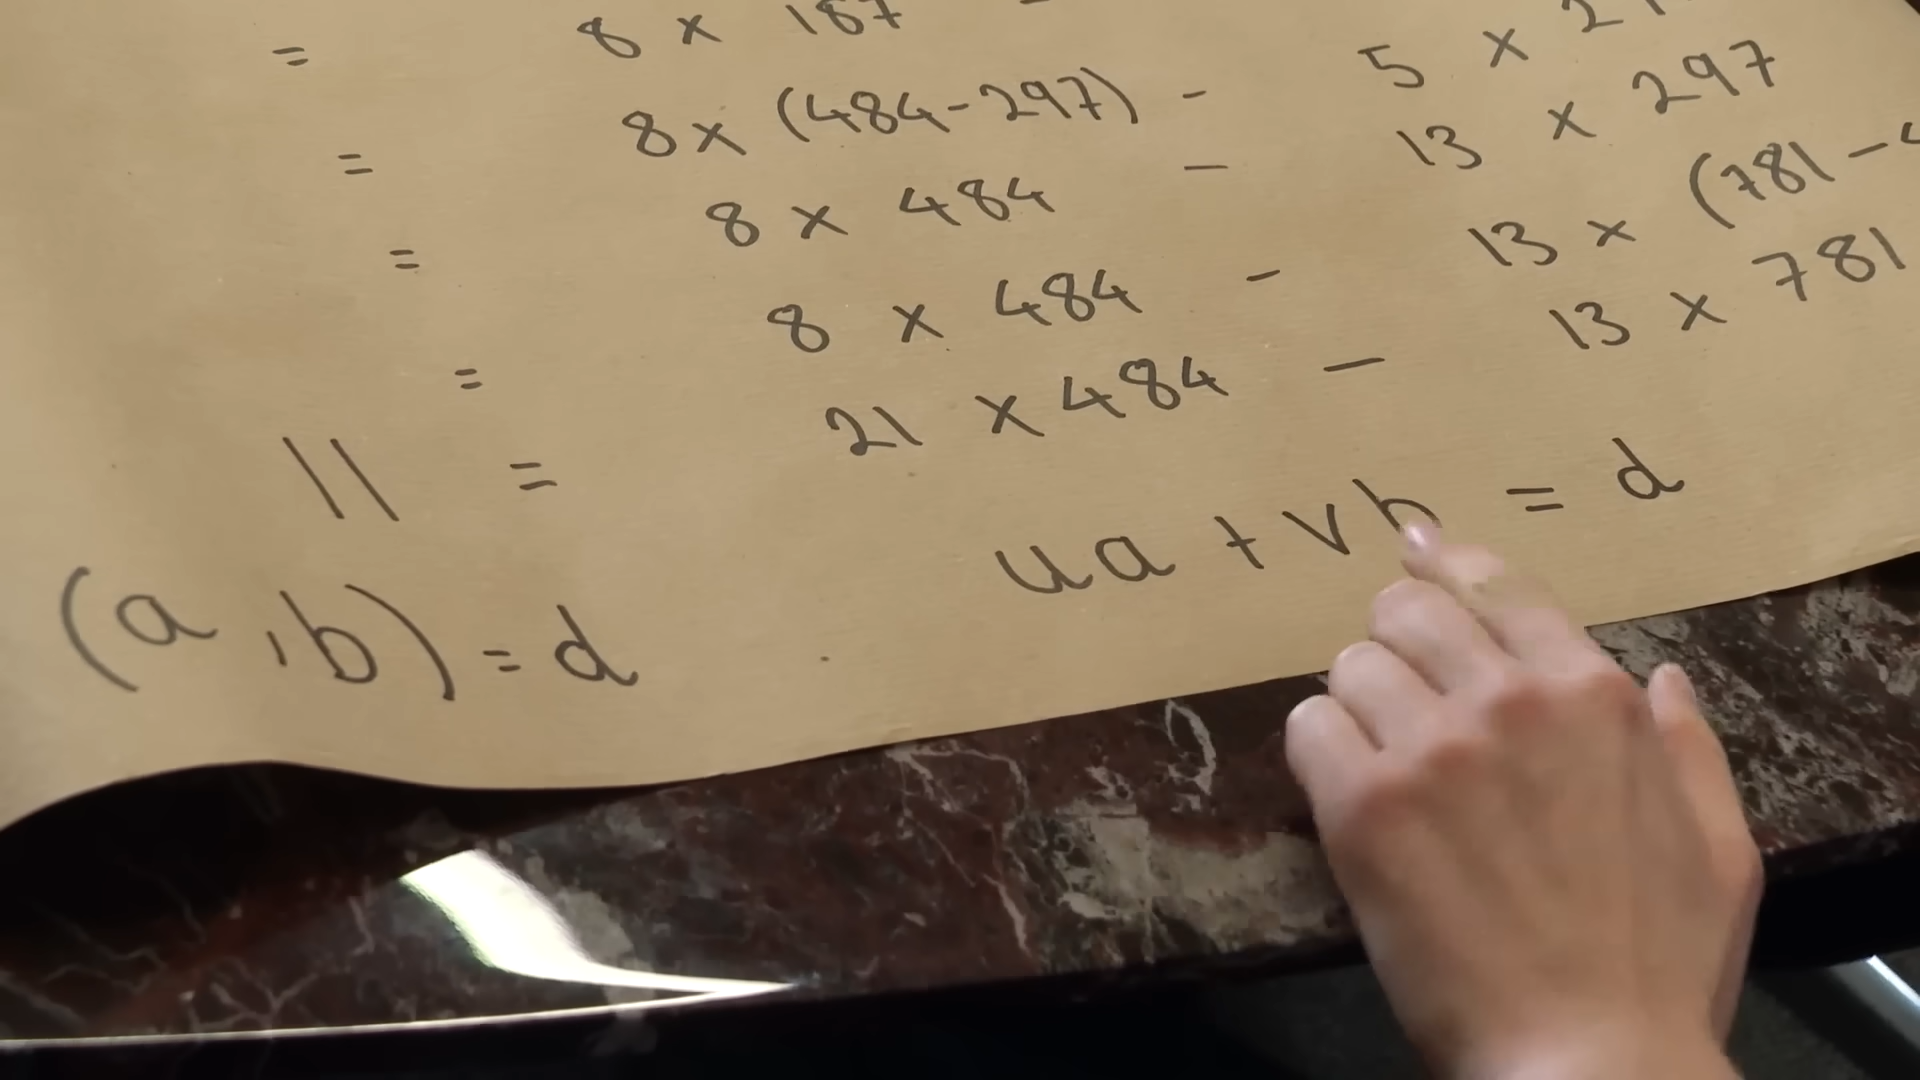 = 8 × 187 -
= 8 × (484-297) - 5 × 2
= 8 × 484 - 13 × 297
= 8 × 484 - 13 × (781 -
11 = 21 × 484 - 13 × 781
ua + vb = d
(a, b) = d